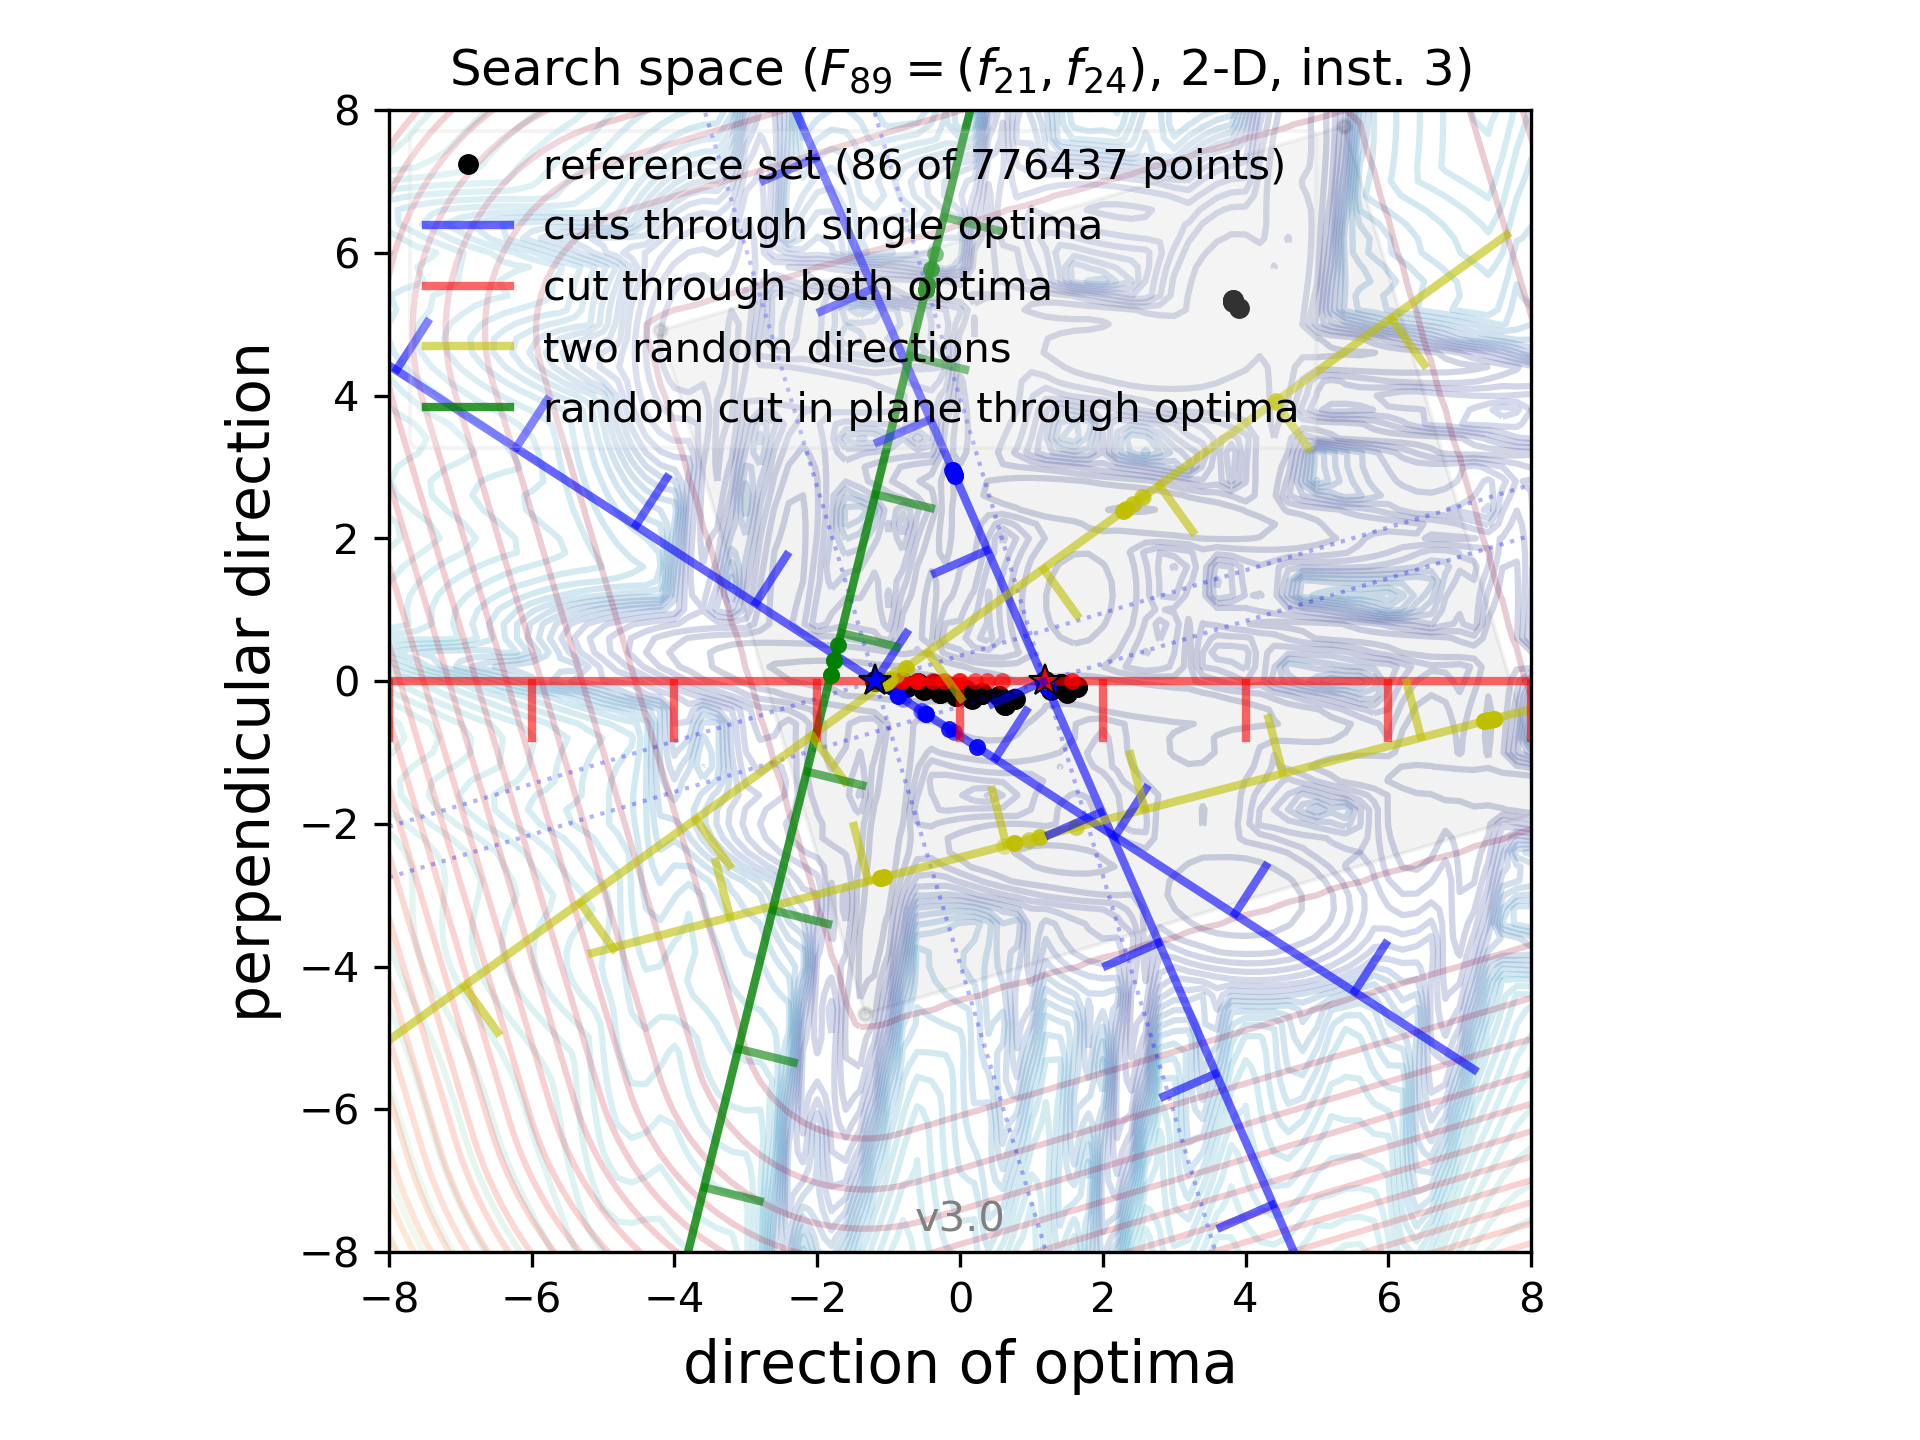 Search space (F₈₉ = (f₂₁, f₂₄), 2-D, inst. 3)
reference set (86 of 776437 points)
cuts through single optima
cut through both optima
two random directions
random cut in plane through optima
perpendicular direction
8
6
4
2
0
−2
−4
−6
−8
v3.0
−8 −6 −4 −2 0 2 4 6 8
direction of optima